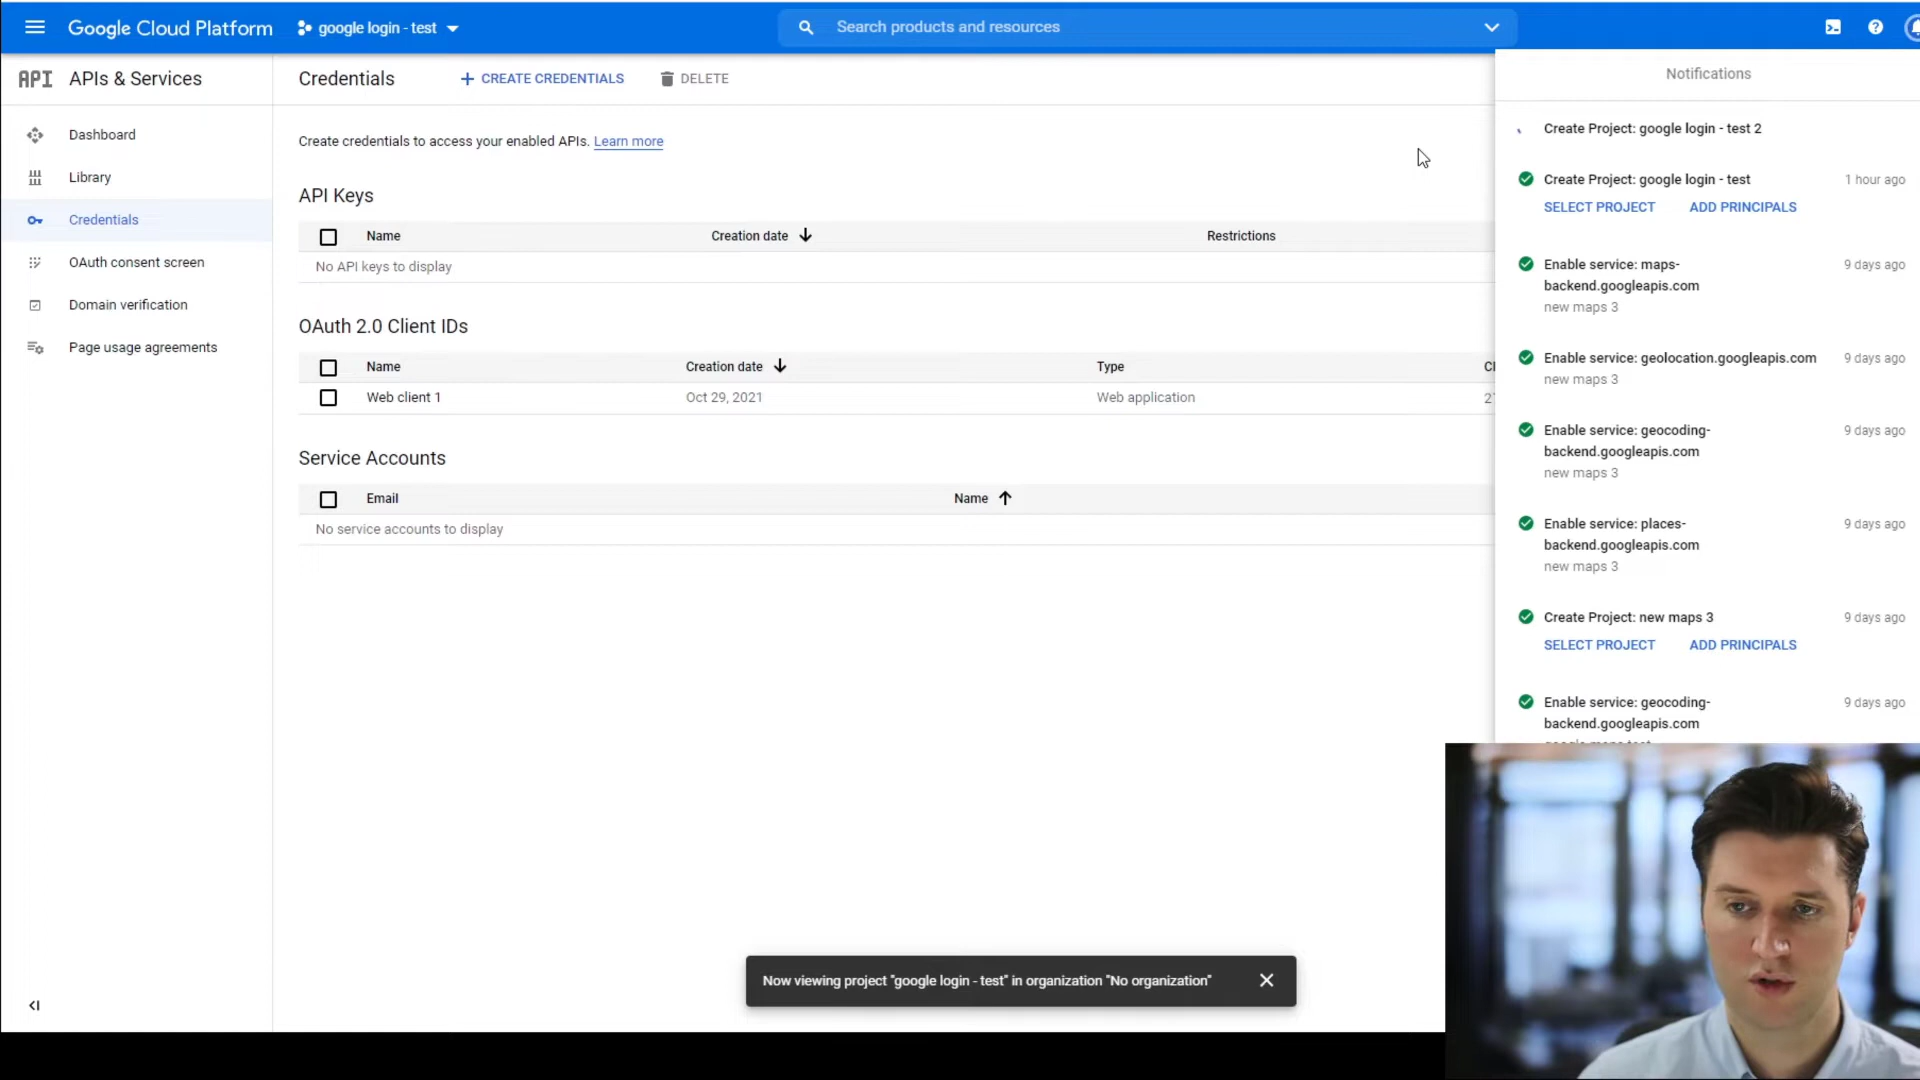 Google Cloud Platform
google login - test
Search products and resources
API APIs & Services
Dashboard
Library
Credentials
OAuth consent screen
Domain verification
Page usage agreements
Credentials
+ CREATE CREDENTIALS
DELETE
Create credentials to access your enabled APIs. Learn more
API Keys
Name Creation date Restrictions
No API keys to display
OAuth 2.0 Client IDs
Name Creation date Type
Web client 1 Oct 29, 2021 Web application
Service Accounts
Email Name
No service accounts to display
Notifications
Create Project: google login - test 2
Create Project: google login - test 1 hour ago
SELECT PROJECT ADD PRINCIPALS
Enable service: maps- 9 days ago
backend.googleapis.com
new maps 3
Enable service: geolocation.googleapis.com 9 days ago
new maps 3
Enable service: geocoding- 9 days ago
backend.googleapis.com
new maps 3
Enable service: places- 9 days ago
backend.googleapis.com
new maps 3
Create Project: new maps 3 9 days ago
SELECT PROJECT ADD PRINCIPALS
Enable service: geocoding- 9 days ago
backend.googleapis.com
Now viewing project "google login - test" in organization "No organization"